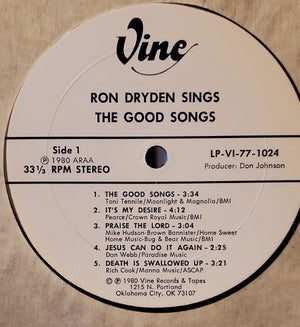 Vine
RON DRYDEN SINGS
THE GOOD SONGS
Side 1
LP-VI-77-1024
℗ 1980 ARAA
Producer: Don Johnson
33⅓ RPM STEREO
1. THE GOOD SONGS - 3:34
Toni Tennile/Moonlight & Magnolia/BMI
2. IT'S MY DESIRE - 4:12
Pearce/Crown Royal Music/BMI
3. PRAISE THE LORD - 3:04
Mike Hudson-Brown Bannister/Home Sweet
Home Music-Bug & Bear Music/BMI
4. JESUS CAN DO IT AGAIN - 2:25
Dan Webb/Paradise Music
5. DEATH IS SWALLOWED UP - 3:21
Rich Cook/Manna Music/ASCAP
℗ © 1980 Vine Records & Tapes
1215 N. Portland
Oklahoma City, OK 73107